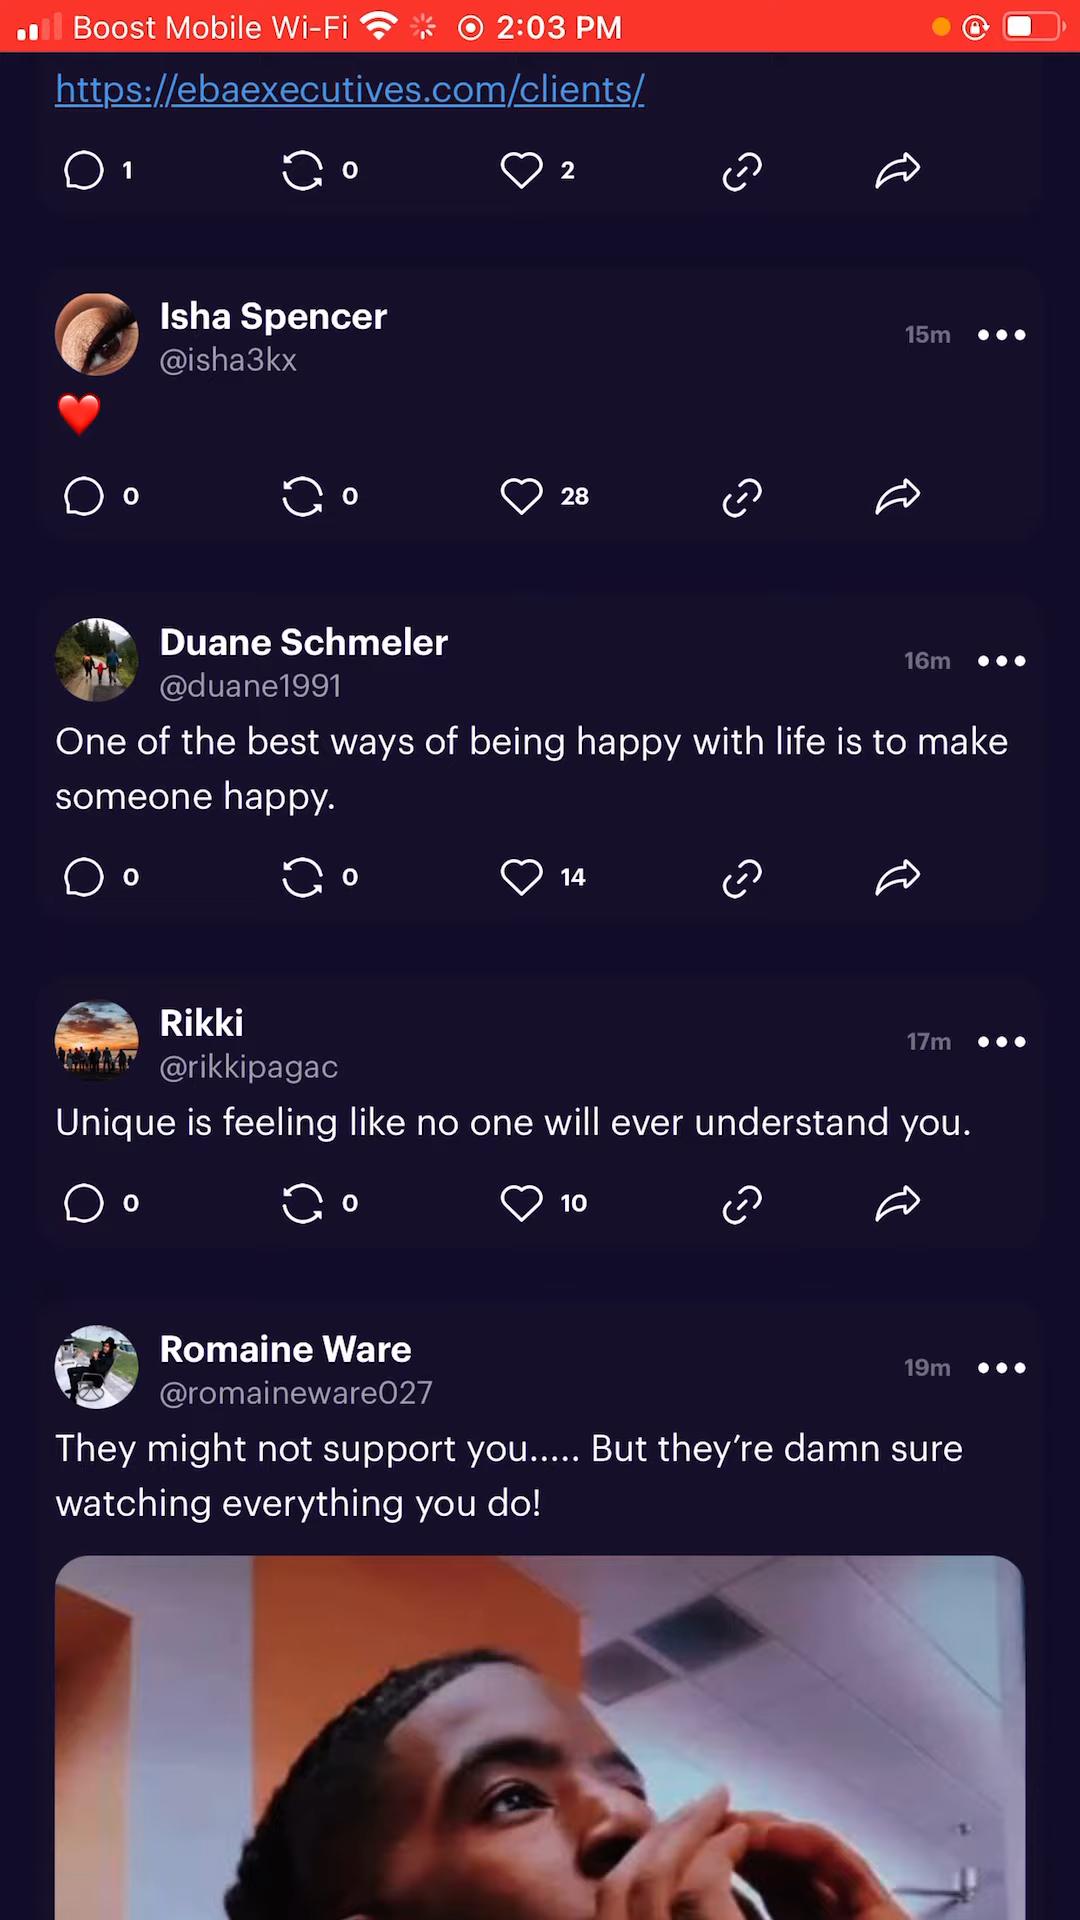 Boost Mobile Wi-Fi 2:03 PM
https://ebaexecutives.com/clients/
1 0 2
Isha Spencer
@isha3kx
15m
❤️
0 0 28
Duane Schmeler
@duane1991
16m
One of the best ways of being happy with life is to make
someone happy.
0 0 14
Rikki
@rikkipagac
17m
Unique is feeling like no one will ever understand you.
0 0 10
Romaine Ware
@romaineware027
19m
They might not support you..... But they’re damn sure
watching everything you do!